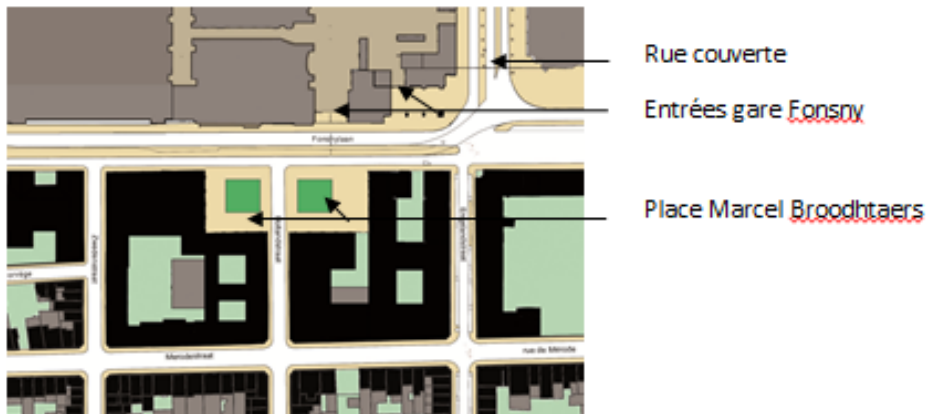 Rue couverte
Entrées gare Fonsny
Fonsnylaan
Place Marcel Broodhtaers
Merodestraat
rue de Mérode